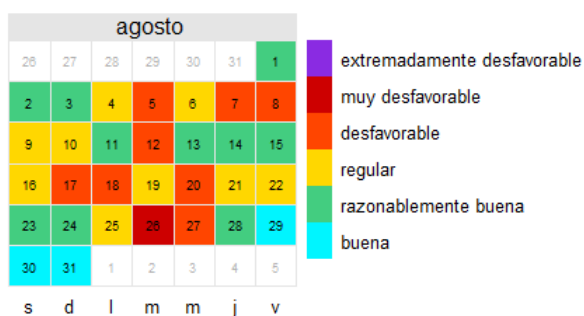 agosto
26 27 28 29 30 31 1
2 3 4 5 6 7 8
9 10 11 12 13 14 15
16 17 18 19 20 21 22
23 24 25 26 27 28 29
30 31 1 2 3 4 5
s d l m m j v
extremadamente desfavorable
muy desfavorable
desfavorable
regular
razonablemente buena
buena